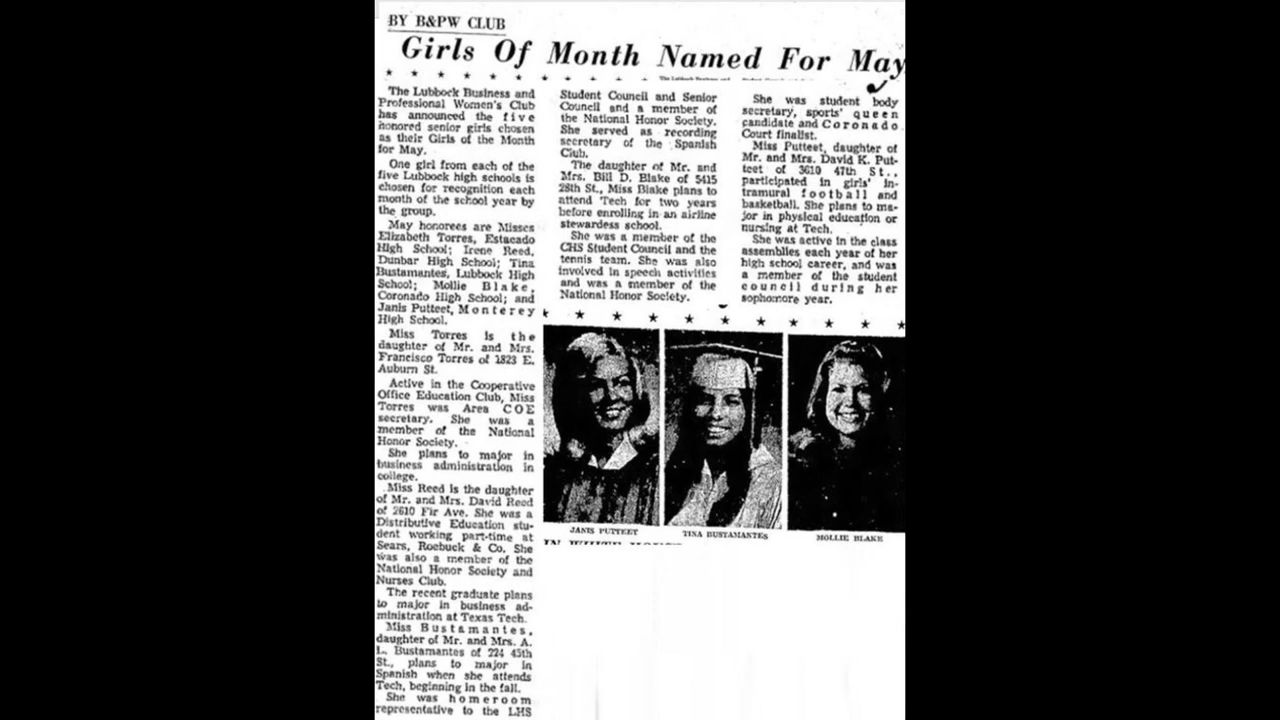 BY B&PW CLUB
Girls Of Month Named For May
The Lubbock Business and
Professional Women's Club
has announced the five
honored senior girls chosen
as their Girls of the Month
for May.
One girl from each of the
five Lubbock high schools is
chosen for recognition each
month of the school year by
the group.
May honorees are Misses
Elizabeth Torres, Estacado
High School; Irene Reed,
Dunbar High School; Tina
Bustamantes, Lubbock High
School; Mollie Blake,
Coronado High School; and
Janis Putteet, Monterey
High School.
Miss Torres is the
daughter of Mr. and Mrs.
Francisco Torres of 1823 E.
Auburn St.
Active in the Cooperative
Office Education Club, Miss
Torres was Area COE
secretary. She was a
member of the National
Honor Society.
She plans to major in
business administration in
college.
Miss Reed is the daughter
of Mr. and Mrs. David Reed
of 2610 Fir Ave. She was a
Distributive Education stu-
dent working part-time at
Sears, Roebuck & Co. She
was also a member of the
National Honor Society and
Nurses Club.
The recent graduate plans
to major in business ad-
ministration at Texas Tech.
Miss Bustamantes,
daughter of Mr. and Mrs. A.
L. Bustamantes of 224 45th
St., plans to major in
Spanish when she attends
Tech, beginning in the fall.
She was homeroom
representative to the LHS
Student Council and Senior
Council and a member of
the National Honor Society.
She served as recording
secretary of the Spanish
Club.
The daughter of Mr. and
Mrs. Bill D. Blake of 5415
28th St., Miss Blake plans to
attend Tech for two years
before enrolling in an airline
stewardess school.
She was a member of the
CHS Student Council and the
tennis team. She was also
involved in speech activities
and was a member of the
National Honor Society.
She was student body
secretary, sports' queen
candidate and Coronado
Court finalist.
Miss Putteet, daughter of
Mr. and Mrs. David K. Put-
teet of 3610 47th St.,
participated in girls' in-
tramural football and
basketball. She plans to ma-
jor in physical education or
nursing at Tech.
She was active in the class
assemblies each year of her
high school career, and was
a member of the student
council during her
sophomore year.
JANIS PUTTEET
TINA BUSTAMANTES
MOLLIE BLAKE